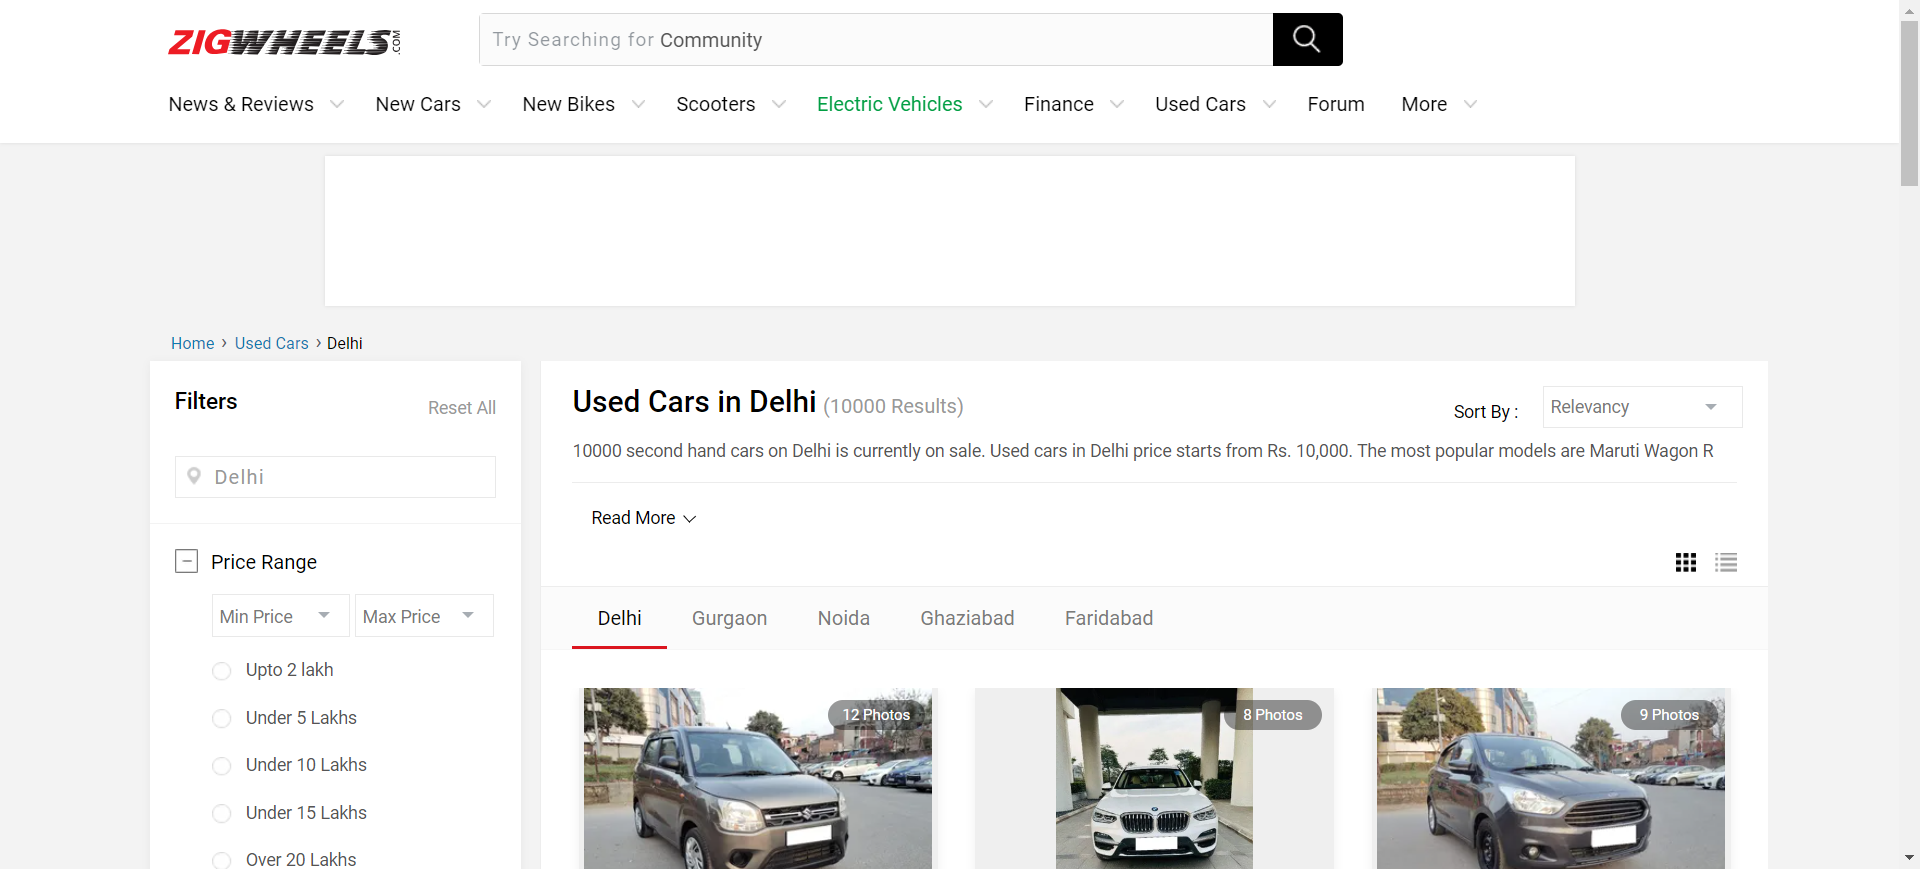 ZIGWHEELS.COM
Try Searching for Community
News & Reviews
New Cars
New Bikes
Scooters
Electric Vehicles
Finance
Used Cars
Forum
More
Home › Used Cars › Delhi
Filters
Reset All
Delhi
Price Range
Min Price
Max Price
Upto 2 lakh
Under 5 Lakhs
Under 10 Lakhs
Under 15 Lakhs
Over 20 Lakhs
Used Cars in Delhi (10000 Results)
Sort By :
Relevancy
10000 second hand cars on Delhi is currently on sale. Used cars in Delhi price starts from Rs. 10,000. The most popular models are Maruti Wagon R
Read More
Delhi
Gurgaon
Noida
Ghaziabad
Faridabad
12 Photos
8 Photos
9 Photos